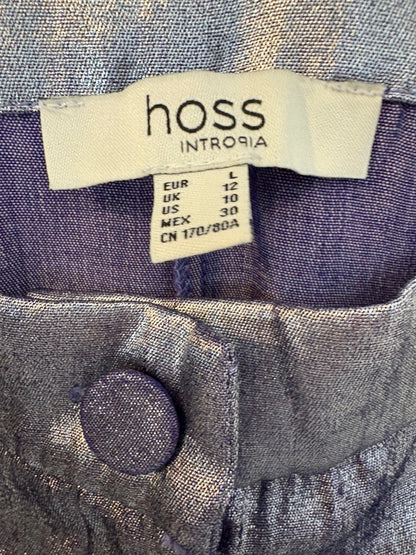 hoss
INTROPIA
EUR L
UK 12
US 10
MEX 30
CN 170/80A